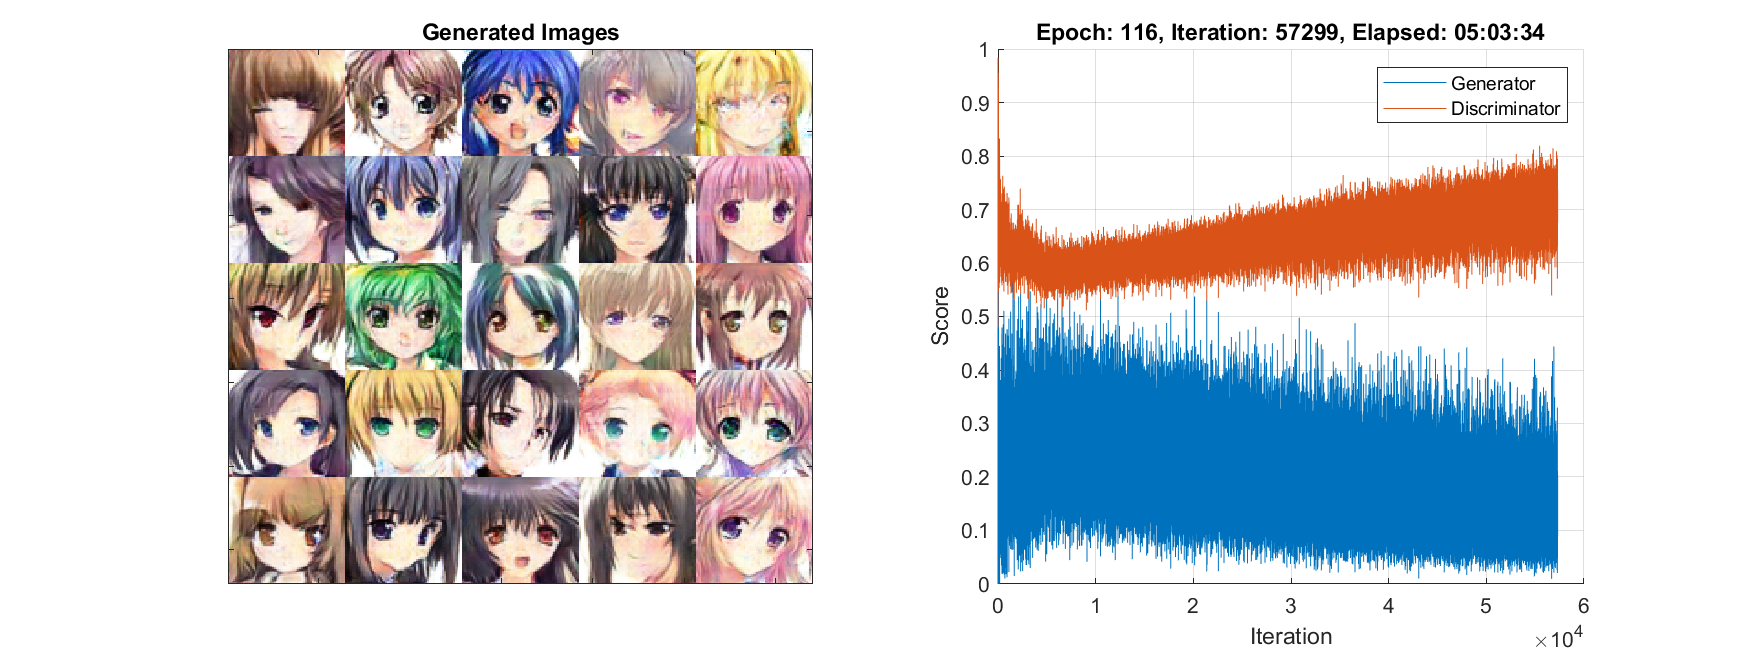 Generated Images
Epoch: 116, Iteration: 57299, Elapsed: 05:03:34
Generator
Discriminator
1
0.9
0.8
0.7
0.6
0.5
0.4
0.3
0.2
0.1
0
Score
0 1 2 3 4 5 6
Iteration
×10⁴